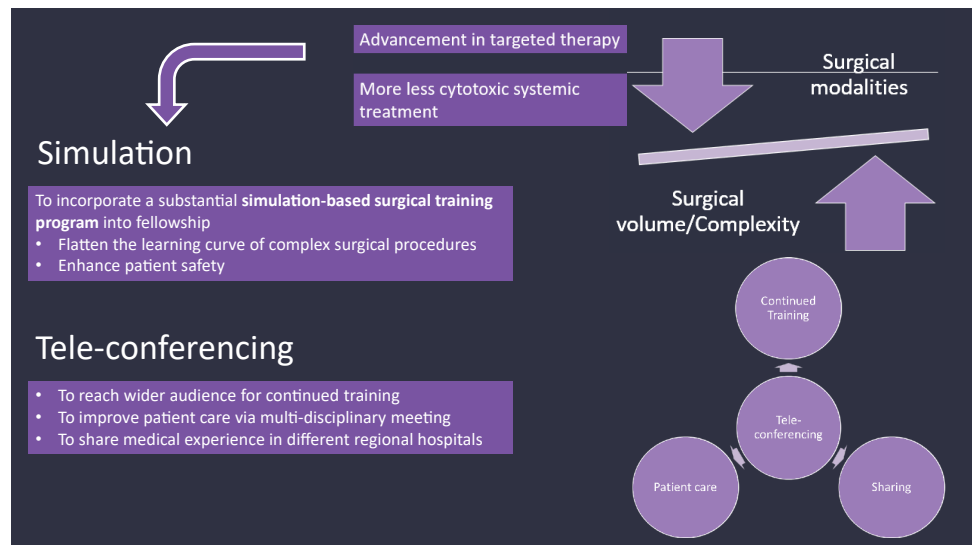 Advancement in targeted therapy
More less cytotoxic systemic
treatment
Surgical
modalities
Surgical
volume/Complexity
Simulation
To incorporate a substantial simulation-based surgical training
program into fellowship
• Flatten the learning curve of complex surgical procedures
• Enhance patient safety
Tele-conferencing
• To reach wider audience for continued training
• To improve patient care via multi-disciplinary meeting
• To share medical experience in different regional hospitals
Continued
Training
Tele-
conferencing
Patient care
Sharing